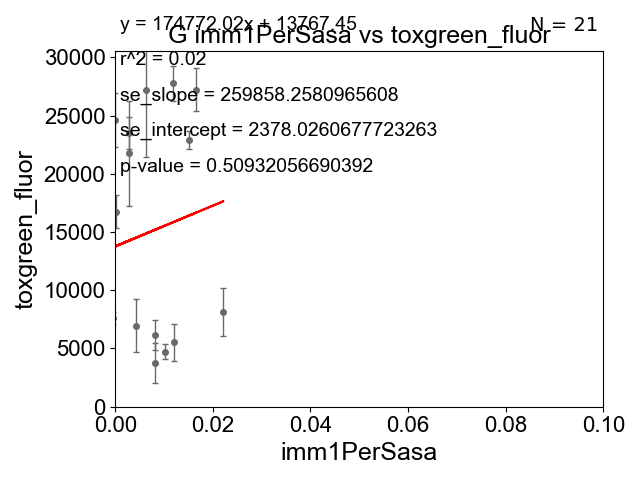 y = 174772.02x + 13767.45
N = 21
G imm1PerSasa vs toxgreen_fluor
r^2 = 0.02
se_slope = 259858.2580965608
se_intercept = 2378.0260677723263
p-value = 0.50932056690392
toxgreen_fluor
30000
25000
20000
15000
10000
5000
0
0.00 0.02 0.04 0.06 0.08 0.10
imm1PerSasa